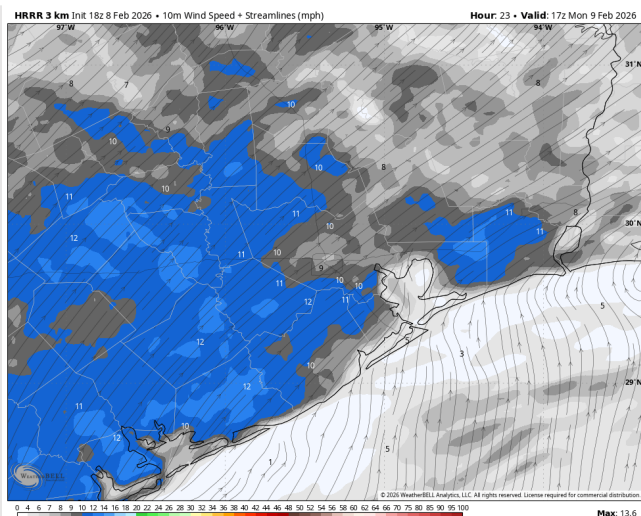 HRRR 3 km Init 18z 8 Feb 2026 • 10m Wind Speed + Streamlines (mph)
Hour: 23 • Valid: 17z Mon 9 Feb 2026
97°W 96°W 95°W 94°W
31°N
8 7 8
10
9
10
10 8
10
11
11 11 8
10 11 30°N
12
11 10
9
11 10 10
12 11
5
12 5
3
10
12 29°N
11
12 10
1 5
WeatherBELL
© 2026 WeatherBELL Analytics, LLC. All rights reserved. License required for commercial distribution.
0 4 6 7 8 9 10 12 14 16 18 20 22 24 26 28 30 32 34 36 38 40 42 44 46 48 50 52 54 56 58 60 62 64 66 70 75 80 85 90 95 100
Max: 13.6